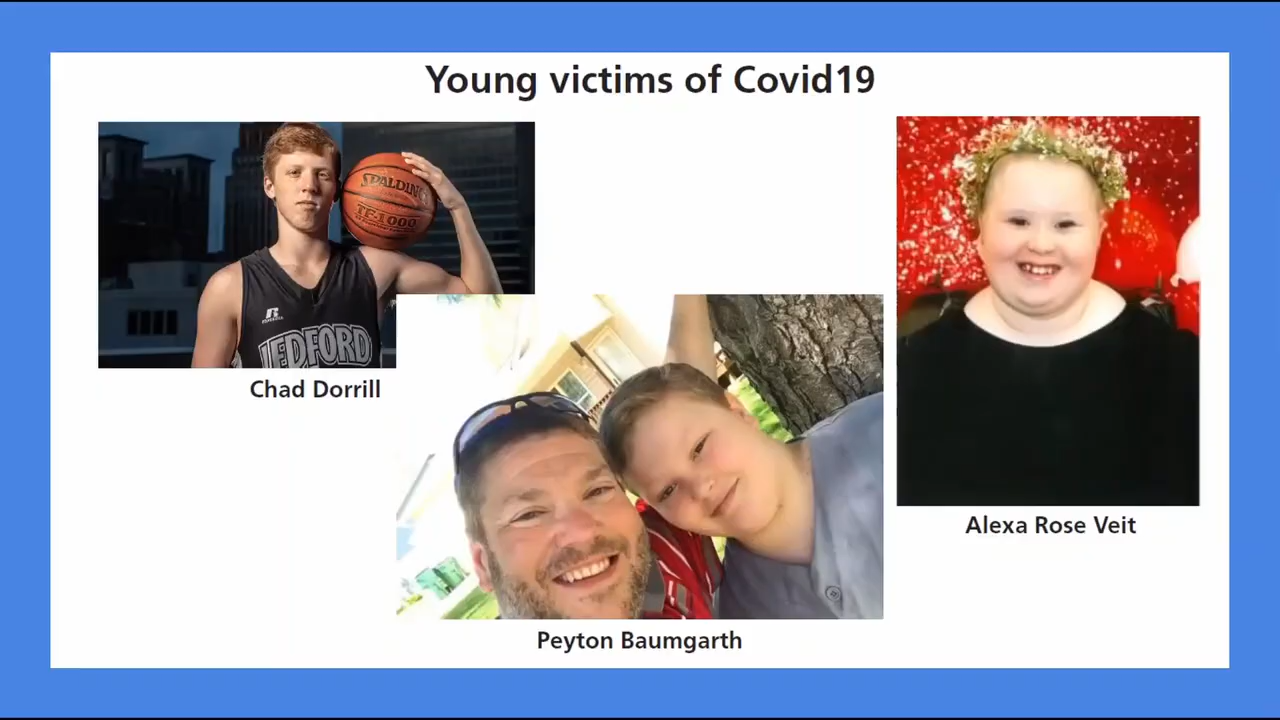 Young victims of Covid19
SPALDING
TF-1000
R
LEDFORD
Chad Dorrill
Alexa Rose Veit
Peyton Baumgarth